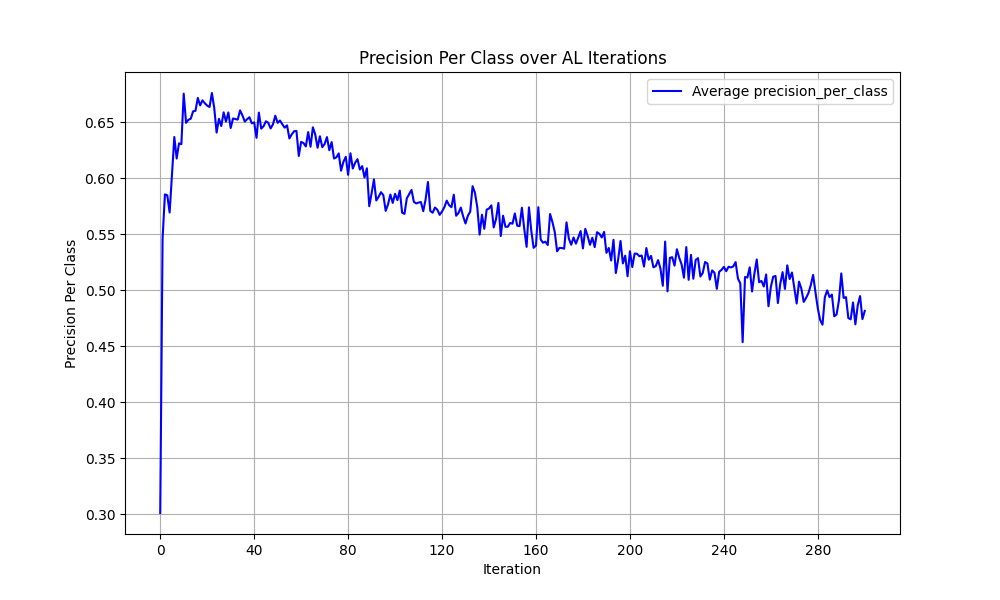 Precision Per Class over AL Iterations
Average precision_per_class
Precision Per Class
0.65
0.60
0.55
0.50
0.45
0.40
0.35
0.30
0 40 80 120 160 200 240 280
Iteration